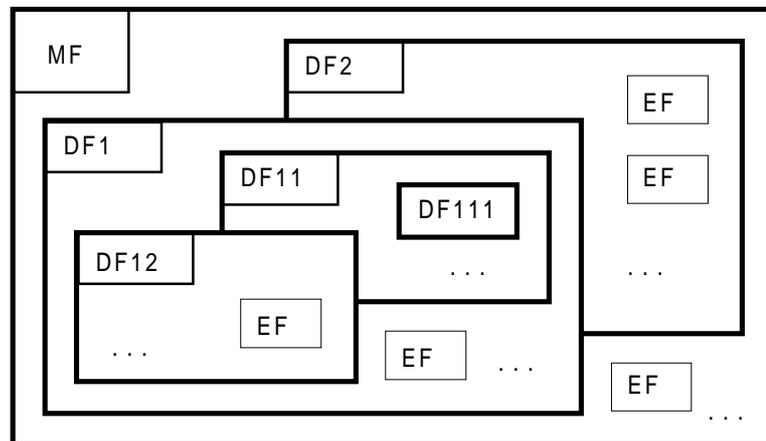 MF
DF2
EF
DF1
DF11
EF
DF111
DF12
. . .
. . .
EF
EF
. . .
. . .
EF
. . .